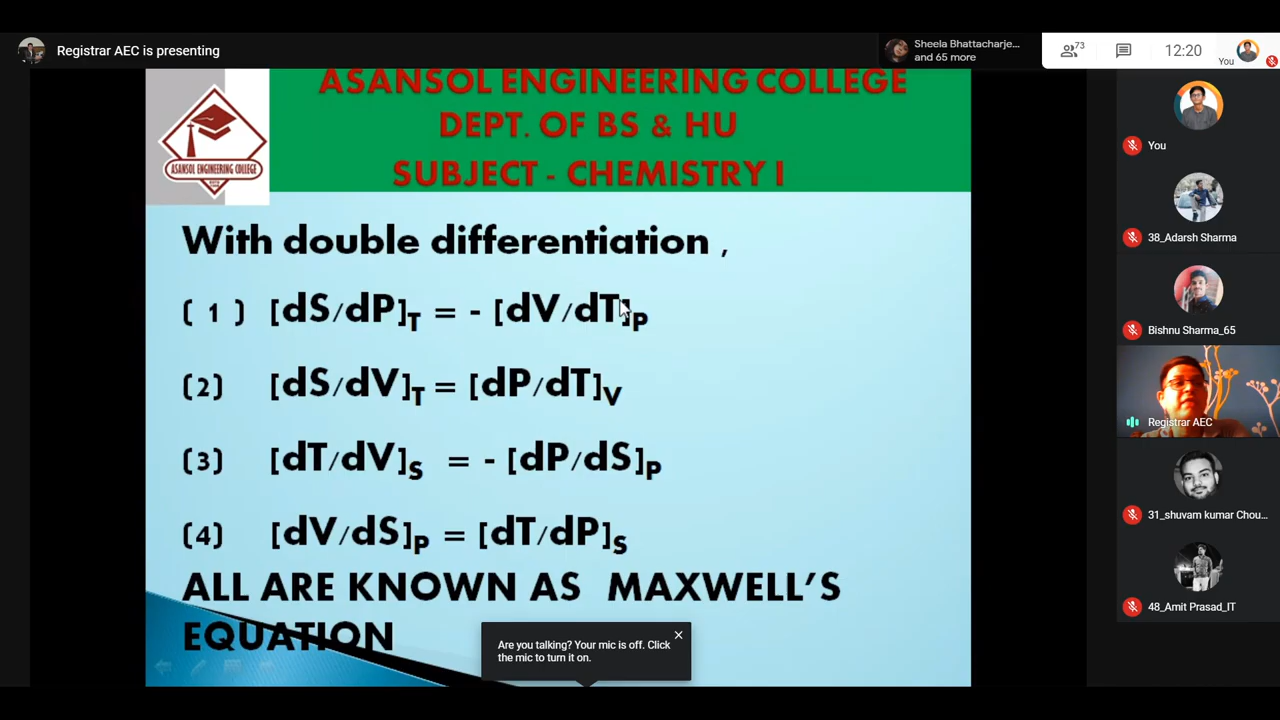 Registrar AEC is presenting
Sheela Bhattacharje...
and 65 more
73
12:20
You
ASANSOL ENGINEERING COLLEGE
DEPT. OF BS & HU
SUBJECT - CHEMISTRY I
ASANSOL ENGINEERING COLLEGE
With double differentiation ,
( 1 ) [dS/dP]T = - [dV/dT]P
(2) [dS/dV]T = [dP/dT]V
(3) [dT/dV]S = - [dP/dS]P
(4) [dV/dS]P = [dT/dP]S
ALL ARE KNOWN AS MAXWELL'S
EQUATION
Are you talking? Your mic is off. Click
the mic to turn it on.
You
38_Adarsh Sharma
Bishnu Sharma_65
Registrar AEC
31_shuvam kumar Chou...
48_Amit Prasad_IT